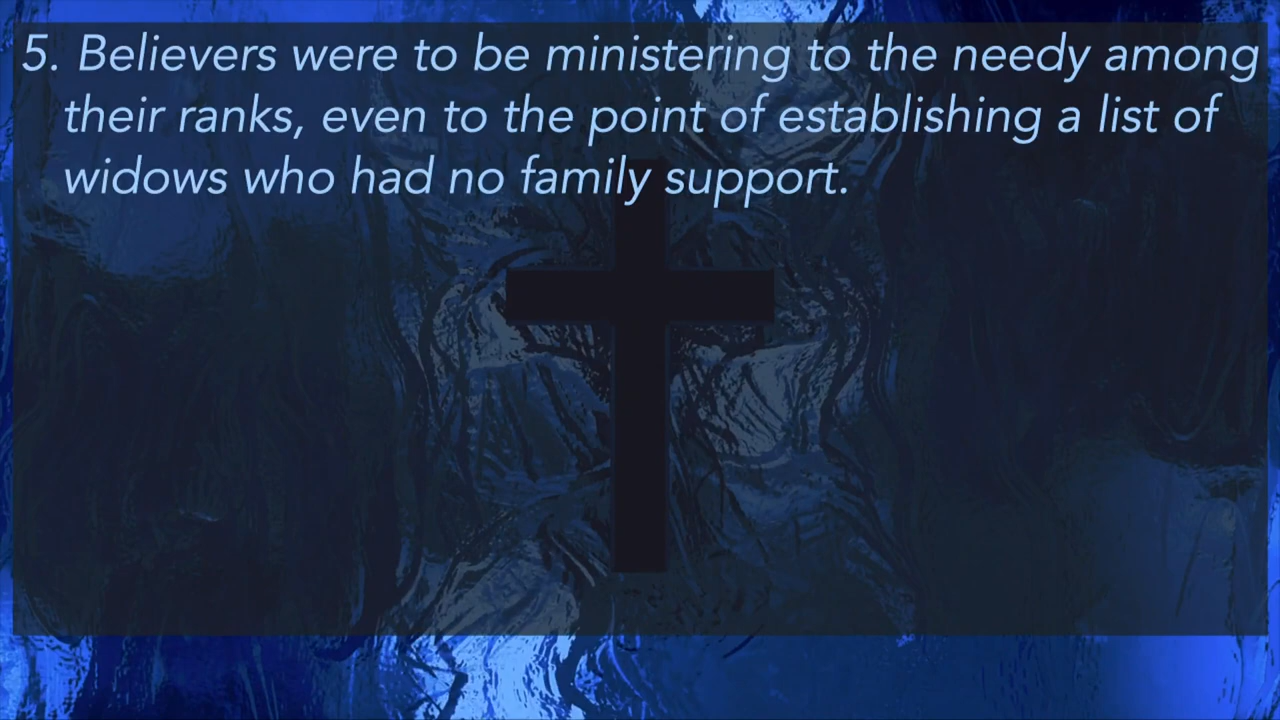 5. Believers were to be ministering to the needy among
their ranks, even to the point of establishing a list of
widows who had no family support.